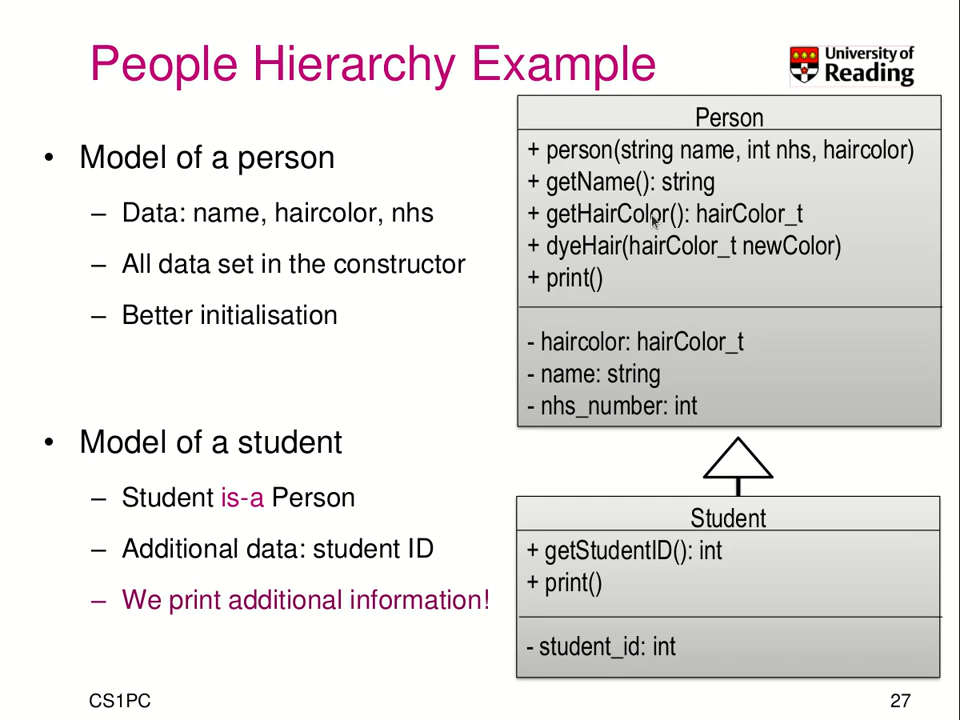 People Hierarchy Example
University of
Reading
• Model of a person
– Data: name, haircolor, nhs
– All data set in the constructor
– Better initialisation
• Model of a student
– Student is-a Person
– Additional data: student ID
– We print additional information!
Person
+ person(string name, int nhs, haircolor)
+ getName(): string
+ getHairColor(): hairColor_t
+ dyeHair(hairColor_t newColor)
+ print()
- haircolor: hairColor_t
- name: string
- nhs_number: int
Student
+ getStudentID(): int
+ print()
- student_id: int
CS1PC
27